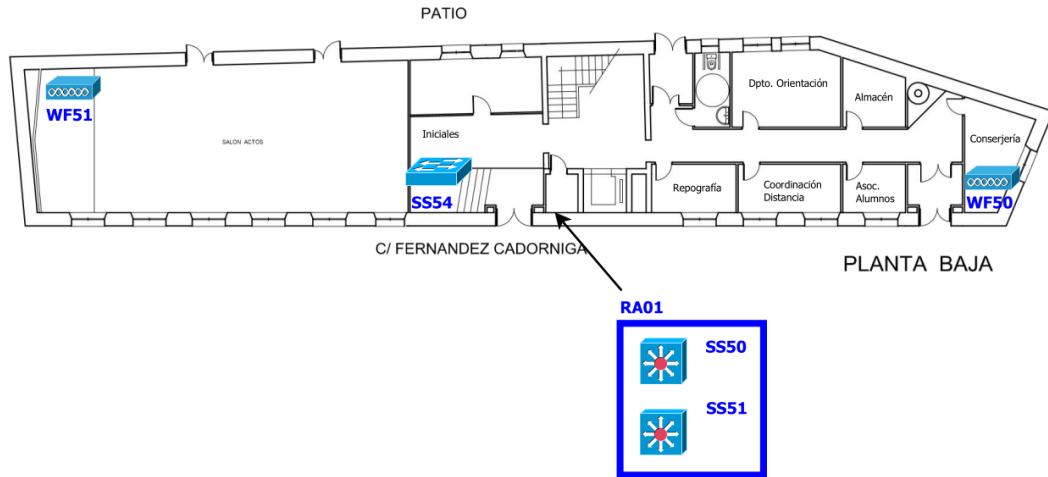 PATIO
WF51
SALON ACTOS
Iniciales
SS54
Dpto. Orientación
Almacén
Conserjería
Repografía
Coordinación
Distancia
Asoc.
Alumnos
WF50
C/ FERNANDEZ CADORNIGA
PLANTA BAJA
RA01
SS50
SS51